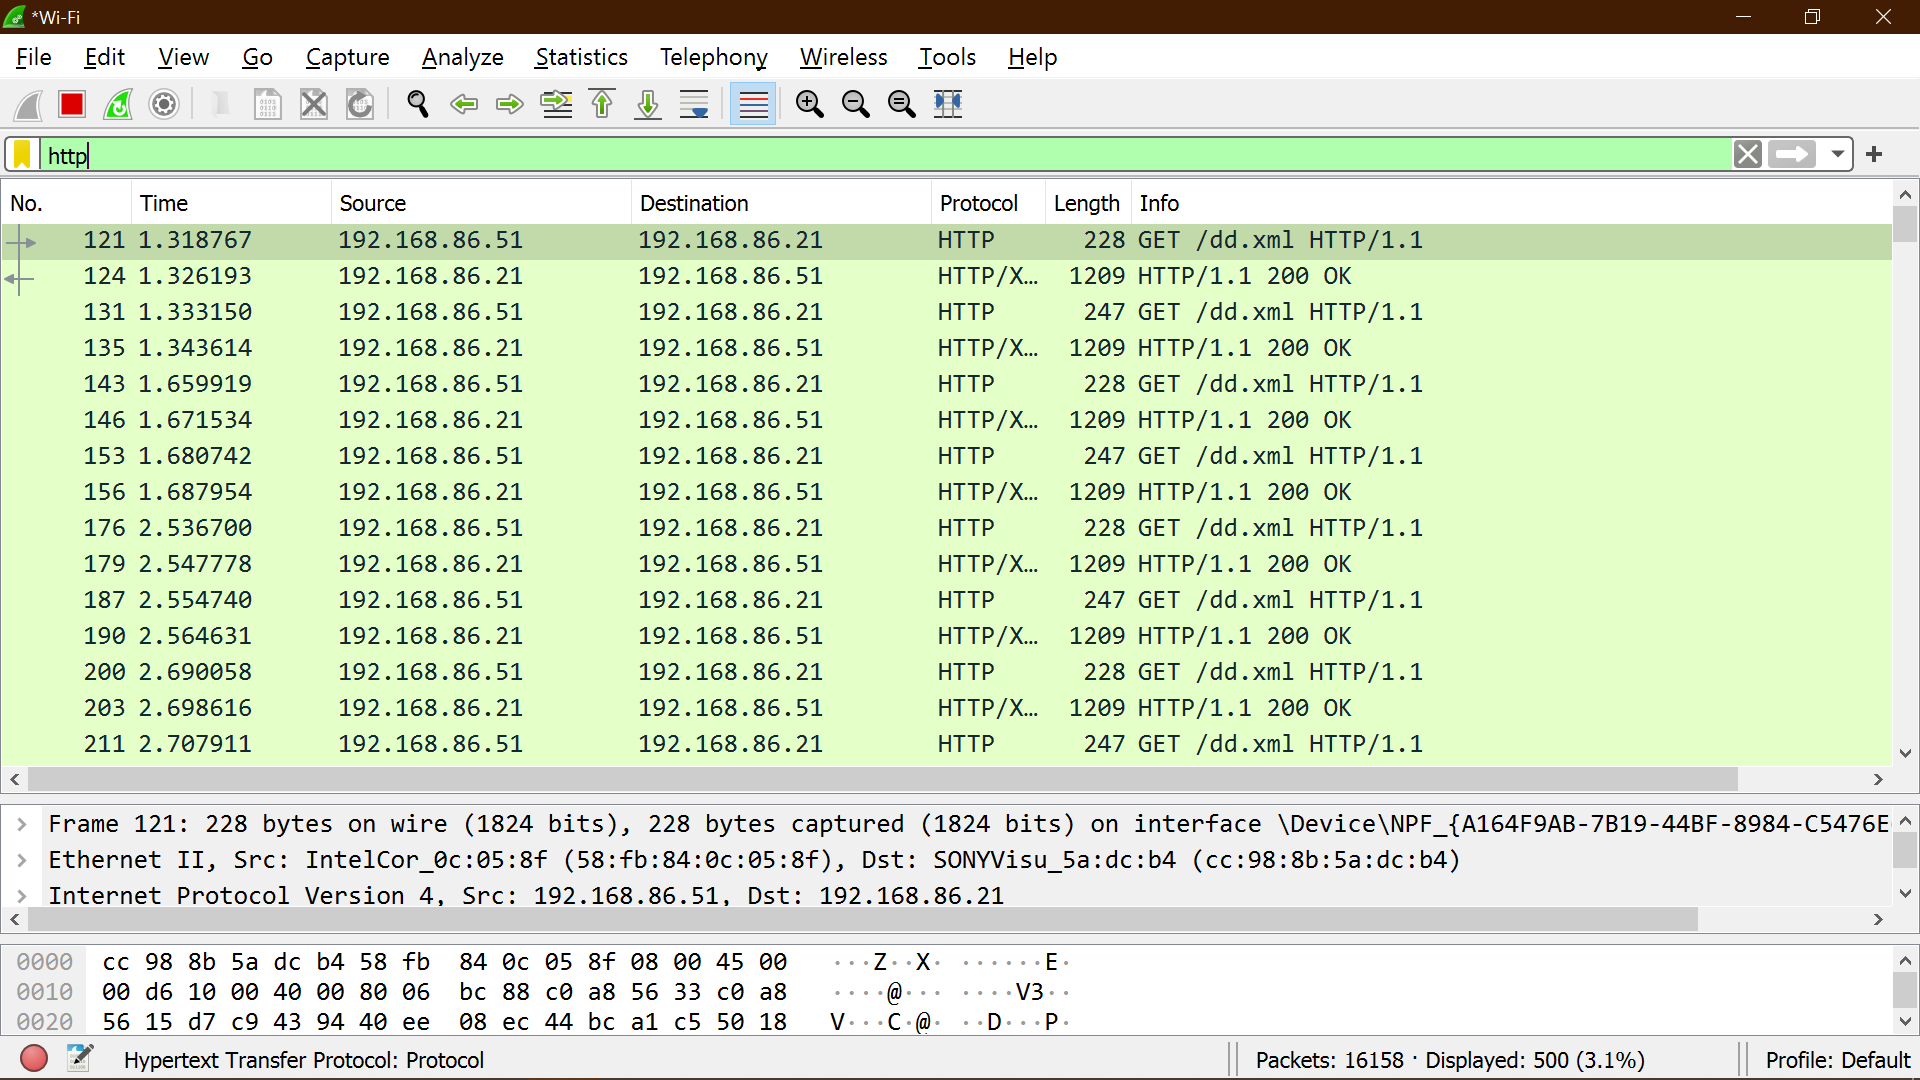 *Wi-Fi
File Edit View Go Capture Analyze Statistics Telephony Wireless Tools Help
http
No. Time Source Destination Protocol Length Info
121 1.318767 192.168.86.51 192.168.86.21 HTTP 228 GET /dd.xml HTTP/1.1
124 1.326193 192.168.86.21 192.168.86.51 HTTP/X… 1209 HTTP/1.1 200 OK
131 1.333150 192.168.86.51 192.168.86.21 HTTP 247 GET /dd.xml HTTP/1.1
135 1.343614 192.168.86.21 192.168.86.51 HTTP/X… 1209 HTTP/1.1 200 OK
143 1.659919 192.168.86.51 192.168.86.21 HTTP 228 GET /dd.xml HTTP/1.1
146 1.671534 192.168.86.21 192.168.86.51 HTTP/X… 1209 HTTP/1.1 200 OK
153 1.680742 192.168.86.51 192.168.86.21 HTTP 247 GET /dd.xml HTTP/1.1
156 1.687954 192.168.86.21 192.168.86.51 HTTP/X… 1209 HTTP/1.1 200 OK
176 2.536700 192.168.86.51 192.168.86.21 HTTP 228 GET /dd.xml HTTP/1.1
179 2.547778 192.168.86.21 192.168.86.51 HTTP/X… 1209 HTTP/1.1 200 OK
187 2.554740 192.168.86.51 192.168.86.21 HTTP 247 GET /dd.xml HTTP/1.1
190 2.564631 192.168.86.21 192.168.86.51 HTTP/X… 1209 HTTP/1.1 200 OK
200 2.690058 192.168.86.51 192.168.86.21 HTTP 228 GET /dd.xml HTTP/1.1
203 2.698616 192.168.86.21 192.168.86.51 HTTP/X… 1209 HTTP/1.1 200 OK
211 2.707911 192.168.86.51 192.168.86.21 HTTP 247 GET /dd.xml HTTP/1.1
Frame 121: 228 bytes on wire (1824 bits), 228 bytes captured (1824 bits) on interface \Device\NPF_{A164F9AB-7B19-44BF-8984-C5476E
Ethernet II, Src: IntelCor_0c:05:8f (58:fb:84:0c:05:8f), Dst: SONYVisu_5a:dc:b4 (cc:98:8b:5a:dc:b4)
Internet Protocol Version 4, Src: 192.168.86.51, Dst: 192.168.86.21
0000 cc 98 8b 5a dc b4 58 fb 84 0c 05 8f 08 00 45 00 ···Z··X· ······E·
0010 00 d6 10 00 40 00 80 06 bc 88 c0 a8 56 33 c0 a8 ····@··· ····V3··
0020 56 15 d7 c9 43 94 40 ee 08 ec 44 bc a1 c5 50 18 V···C·@· ··D···P·
Hypertext Transfer Protocol: Protocol Packets: 16158 · Displayed: 500 (3.1%) Profile: Default